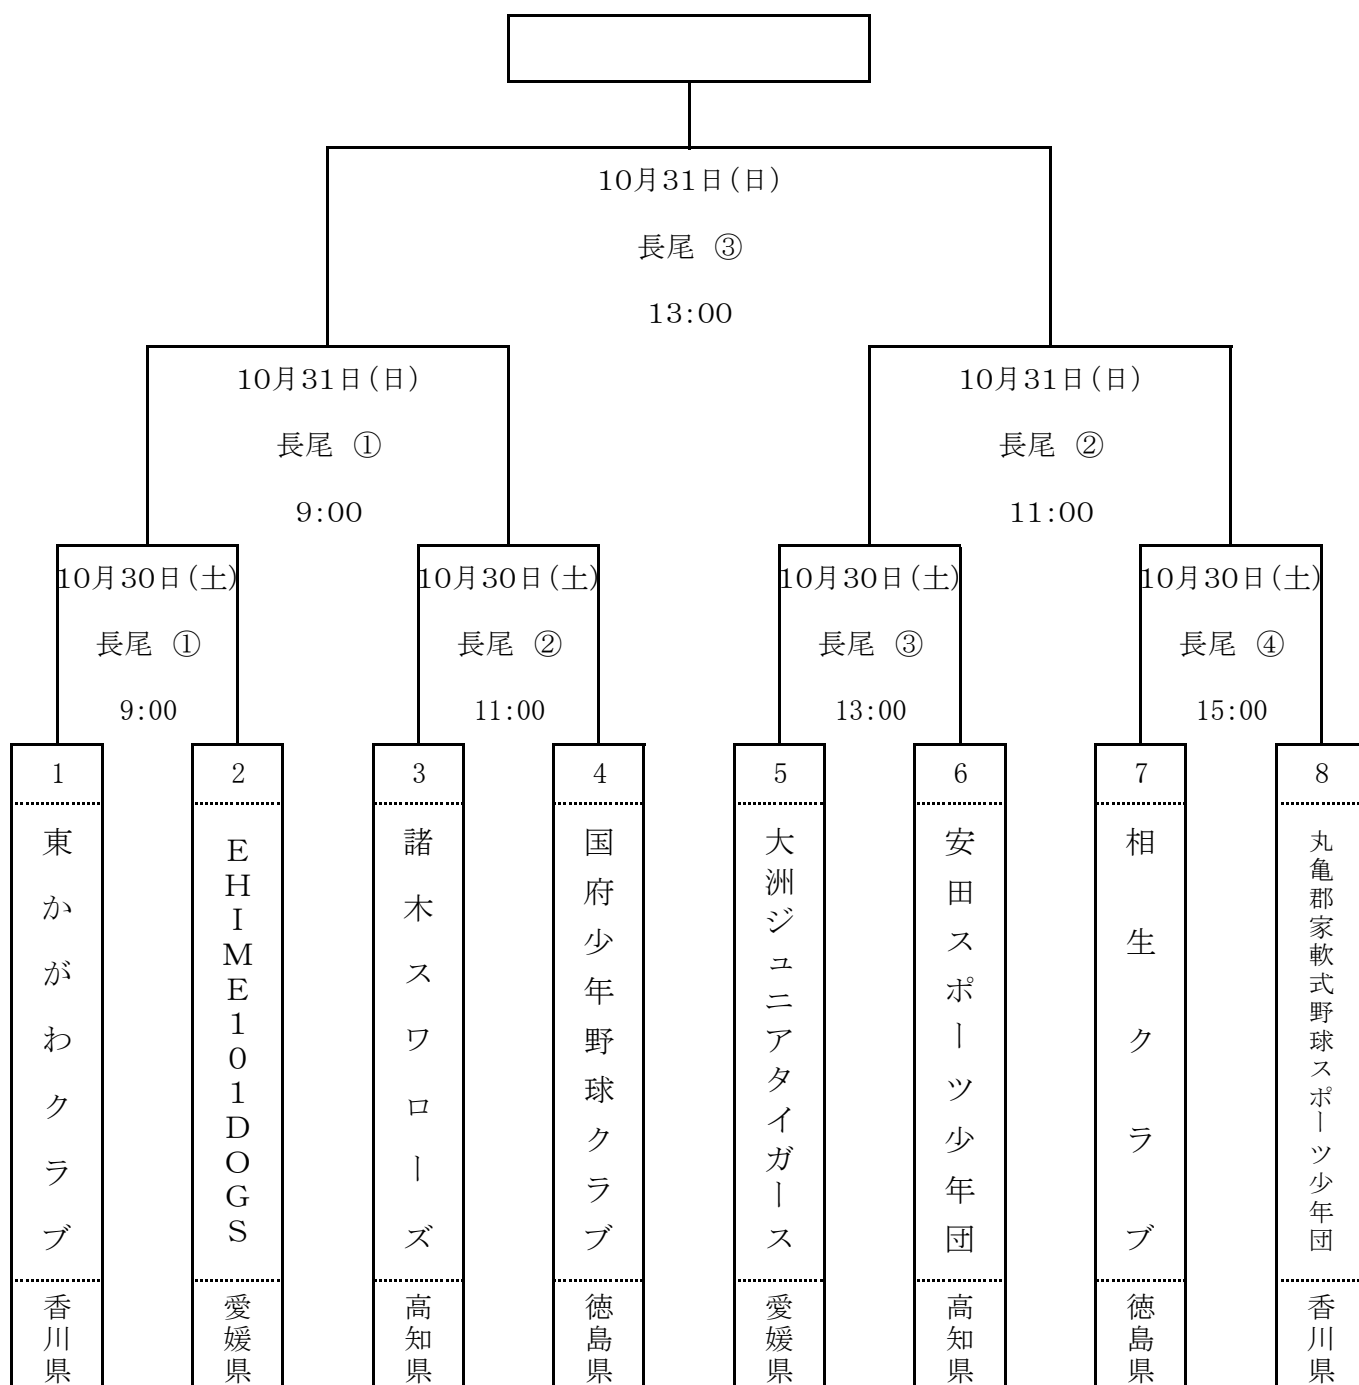 10月31日(日)
長尾 ③
13:00
10月31日(日)
長尾 ①
9:00
10月31日(日)
長尾 ②
11:00
10月30日(土)
長尾 ①
9:00
10月30日(土)
長尾 ②
11:00
10月30日(土)
長尾 ③
13:00
10月30日(土)
長尾 ④
15:00
1
東かがわクラブ
香川県
2
EHIME101DOGS
愛媛県
3
諸木スワローズ
高知県
4
国府少年野球クラブ
徳島県
5
大洲ジュニアタイガース
愛媛県
6
安田スポーツ少年団
高知県
7
相生クラブ
徳島県
8
丸亀郡家軟式野球スポーツ少年団
香川県